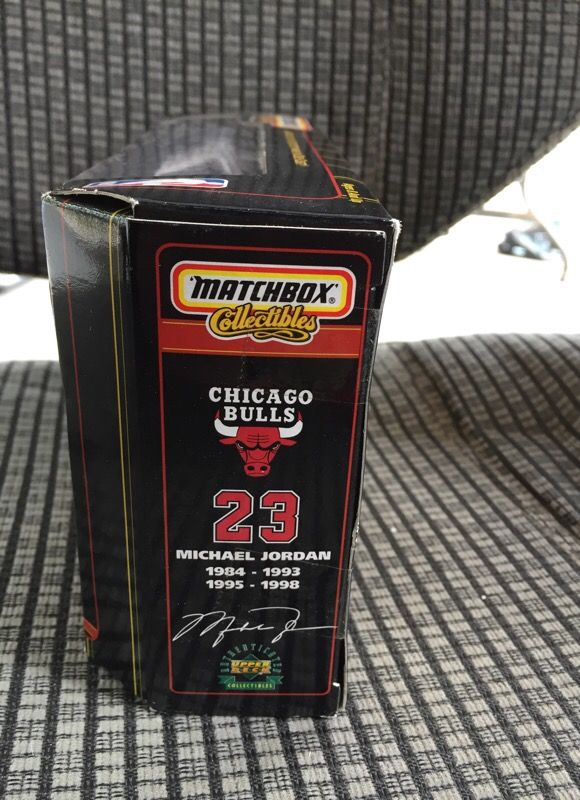 MATCHBOX®
Collectibles
CHICAGO
BULLS
23
MICHAEL JORDAN
1984 - 1993
1995 - 1998
AUTHENTICATED
UPPER
DECK
COLLECTIBLES